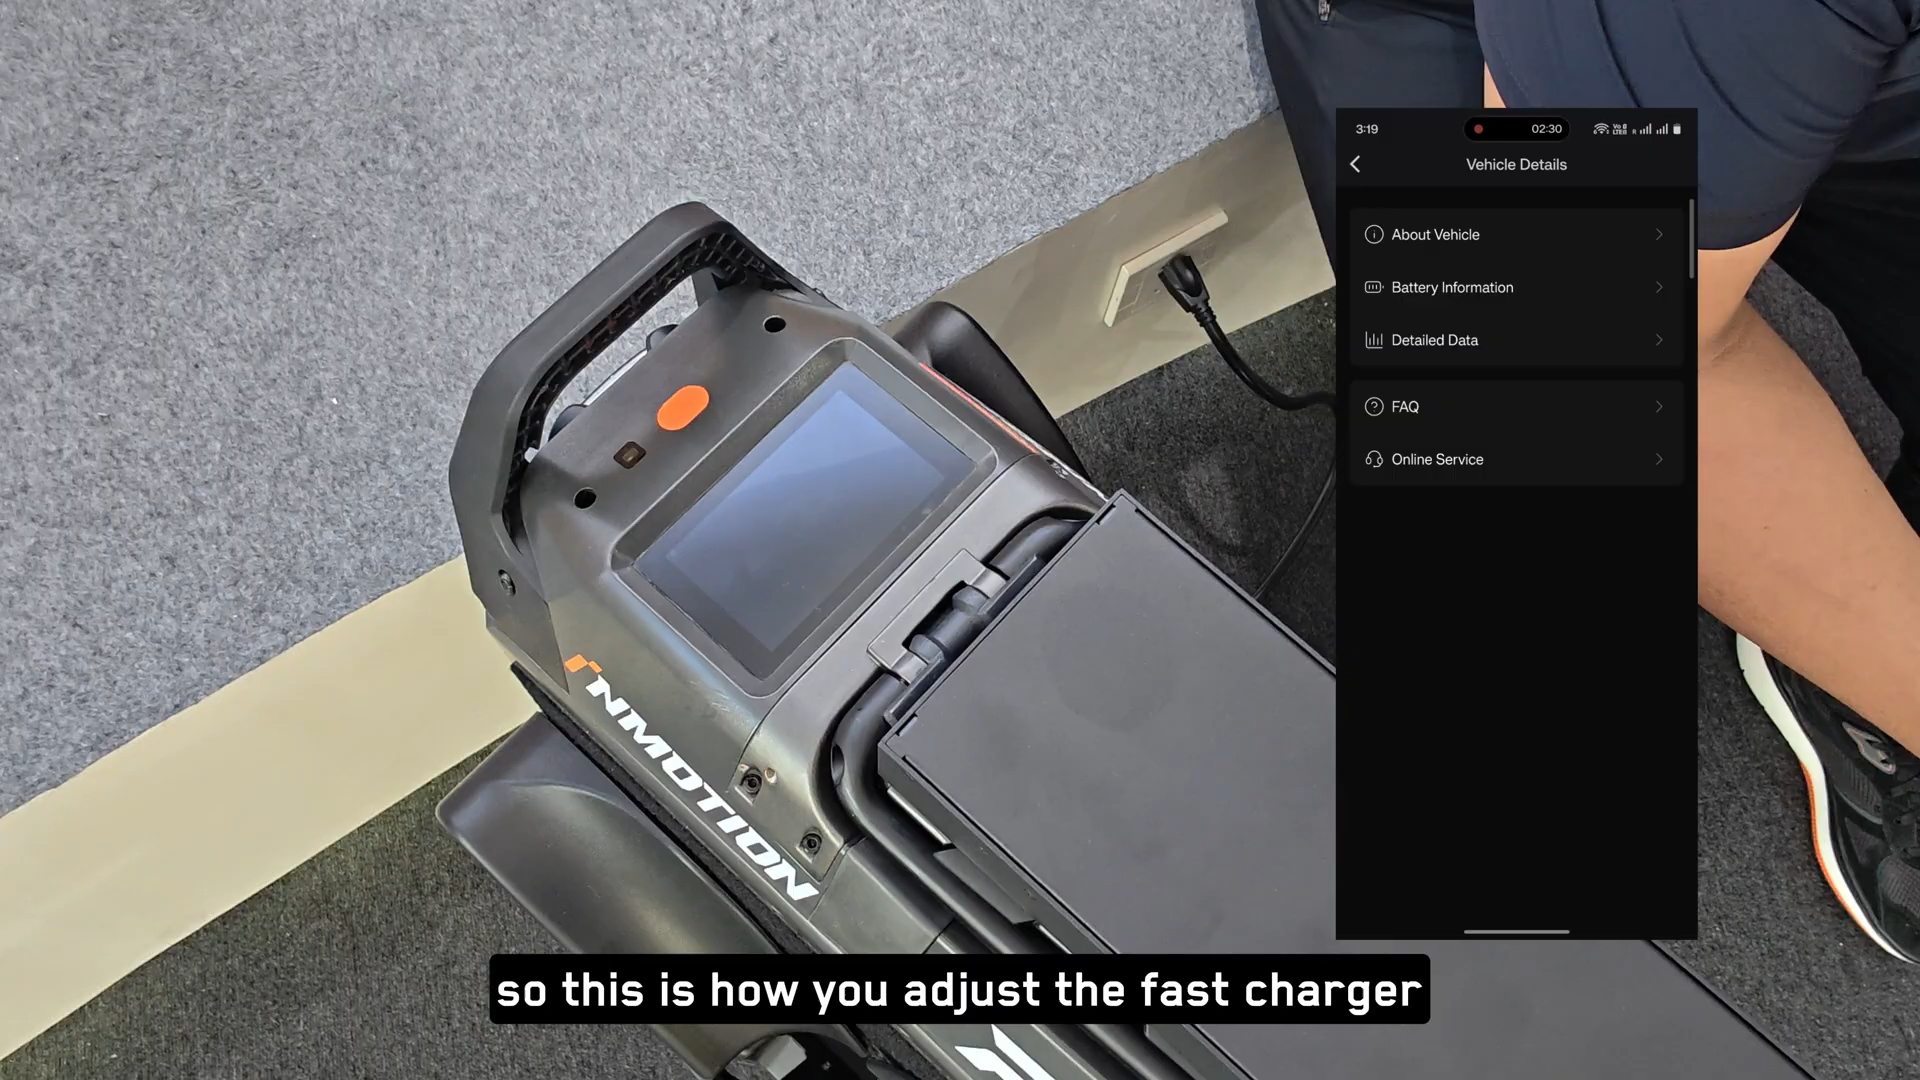 3:19
02:30
Vehicle Details
About Vehicle
Battery Information
Detailed Data
FAQ
Online Service
INMOTION
so this is how you adjust the fast charger